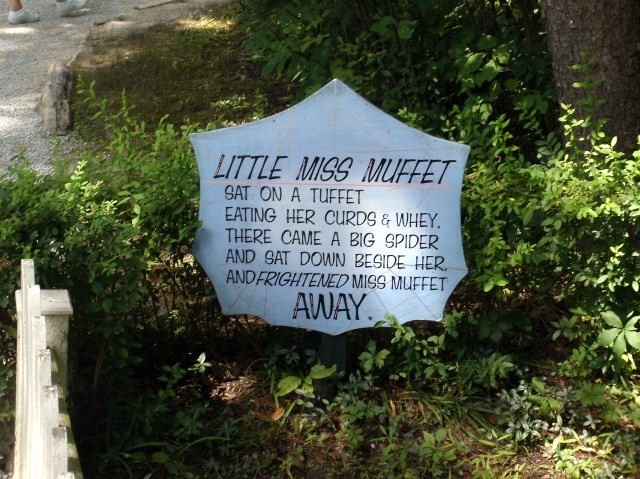 LITTLE MISS MUFFET
SAT ON A TUFFET
EATING HER CURDS & WHEY,
THERE CAME A BIG SPIDER
AND SAT DOWN BESIDE HER,
AND FRIGHTENED MISS MUFFET
AWAY.